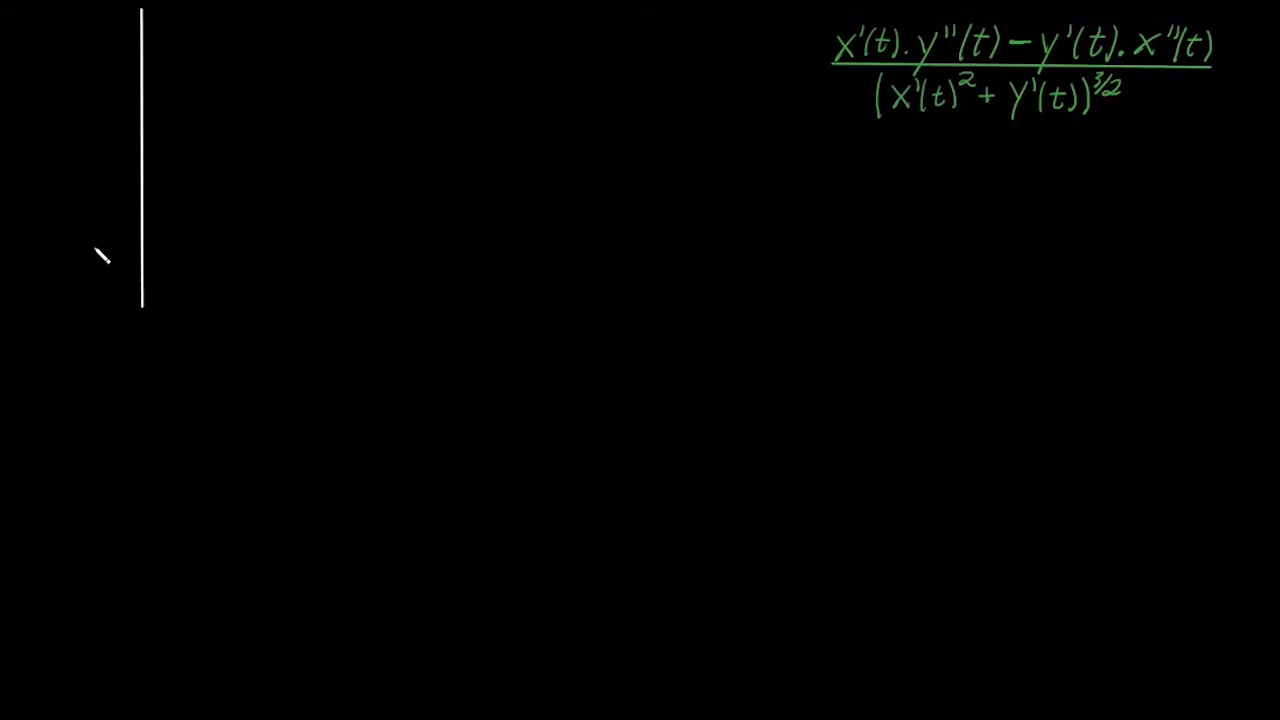 x'(t). y''(t) - y'(t). x''(t)
(x'(t)² + y'(t))^3/2